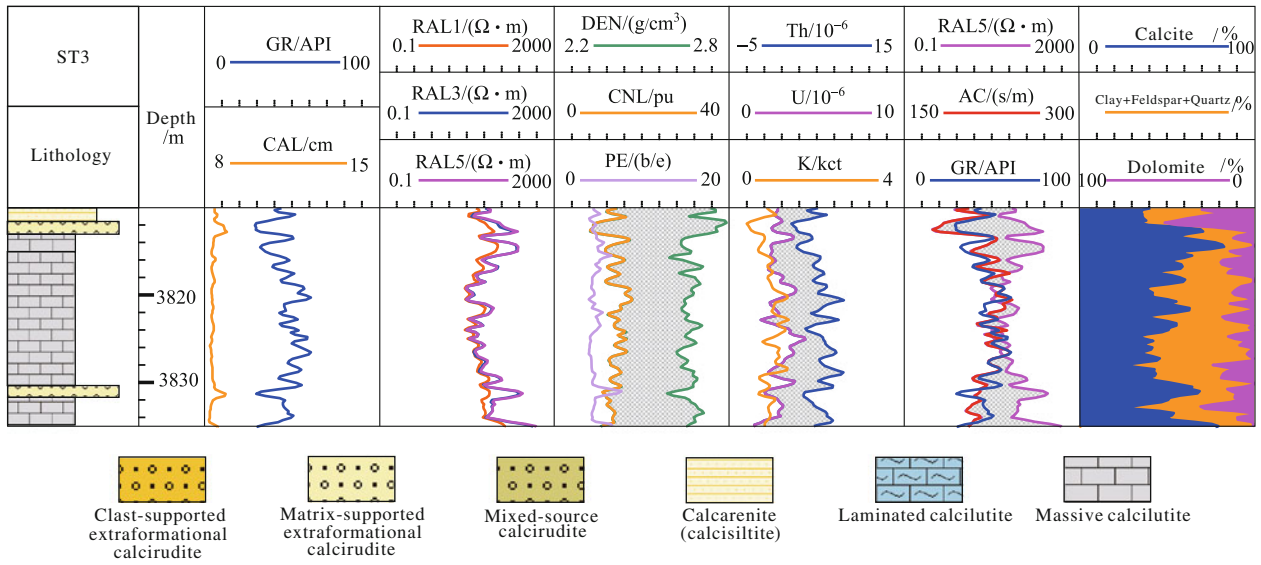 ST3
Lithology
Depth
/m
GR/API
0 100
CAL/cm
8 15
RAL1/(Ω · m)
0.1 2000
RAL3/(Ω · m)
0.1 2000
RAL5/(Ω · m)
0.1 2000
DEN/(g/cm³)
2.2 2.8
CNL/pu
0 40
PE/(b/e)
0 20
Th/10⁻⁶
−5 15
U/10⁻⁶
0 10
K/kct
0 4
RAL5/(Ω · m)
0.1 2000
AC/(s/m)
150 300
GR/API
0 100
Calcite /%
0 100
Clay+Feldspar+Quartz /%
Dolomite /%
100 0
3820
3830
Clast-supported
extraformational
calcirudite
Matrix-supported
extraformational
calcirudite
Mixed-source
calcirudite
Calcarenite
(calcisiltite)
Laminated calcilutite
Massive calcilutite